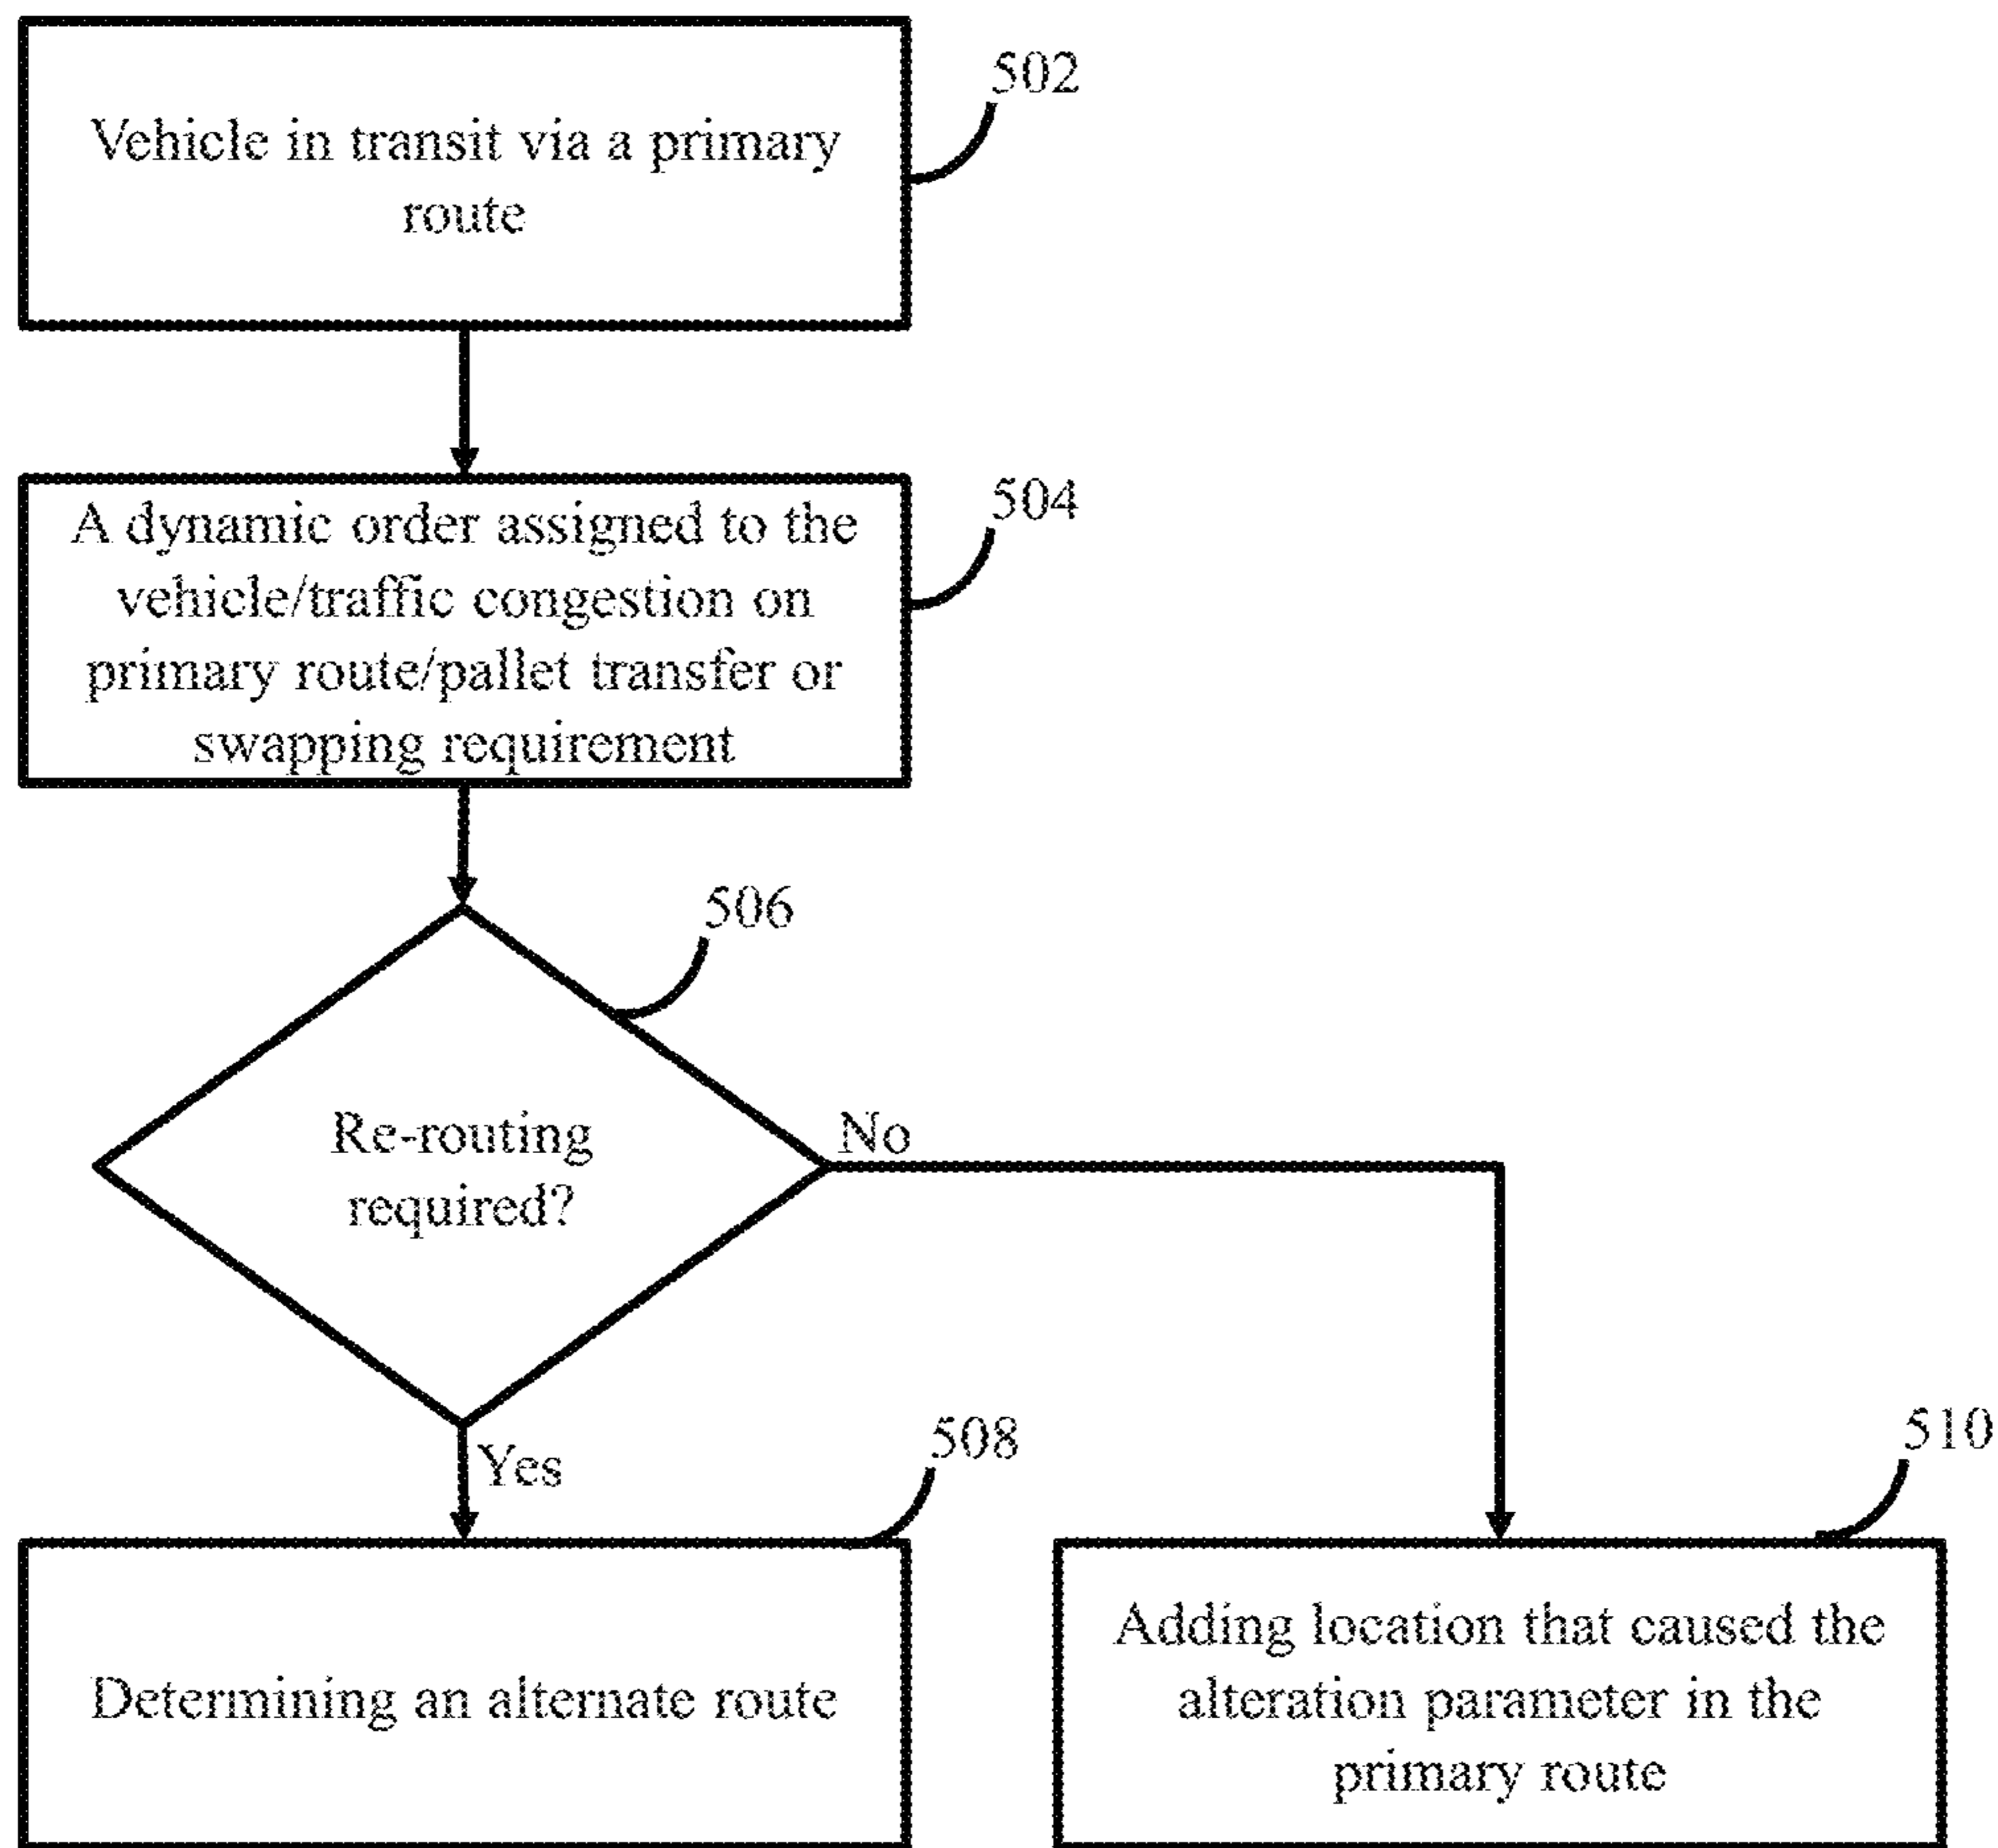 Vehicle in transit via a primary
route
502
A dynamic order assigned to the
vehicle/traffic congestion on
primary route/pallet transfer or
swapping requirement
504
506
Re-routing
required?
No
Yes
508
Determining an alternate route
510
Adding location that caused the
alteration parameter in the
primary route